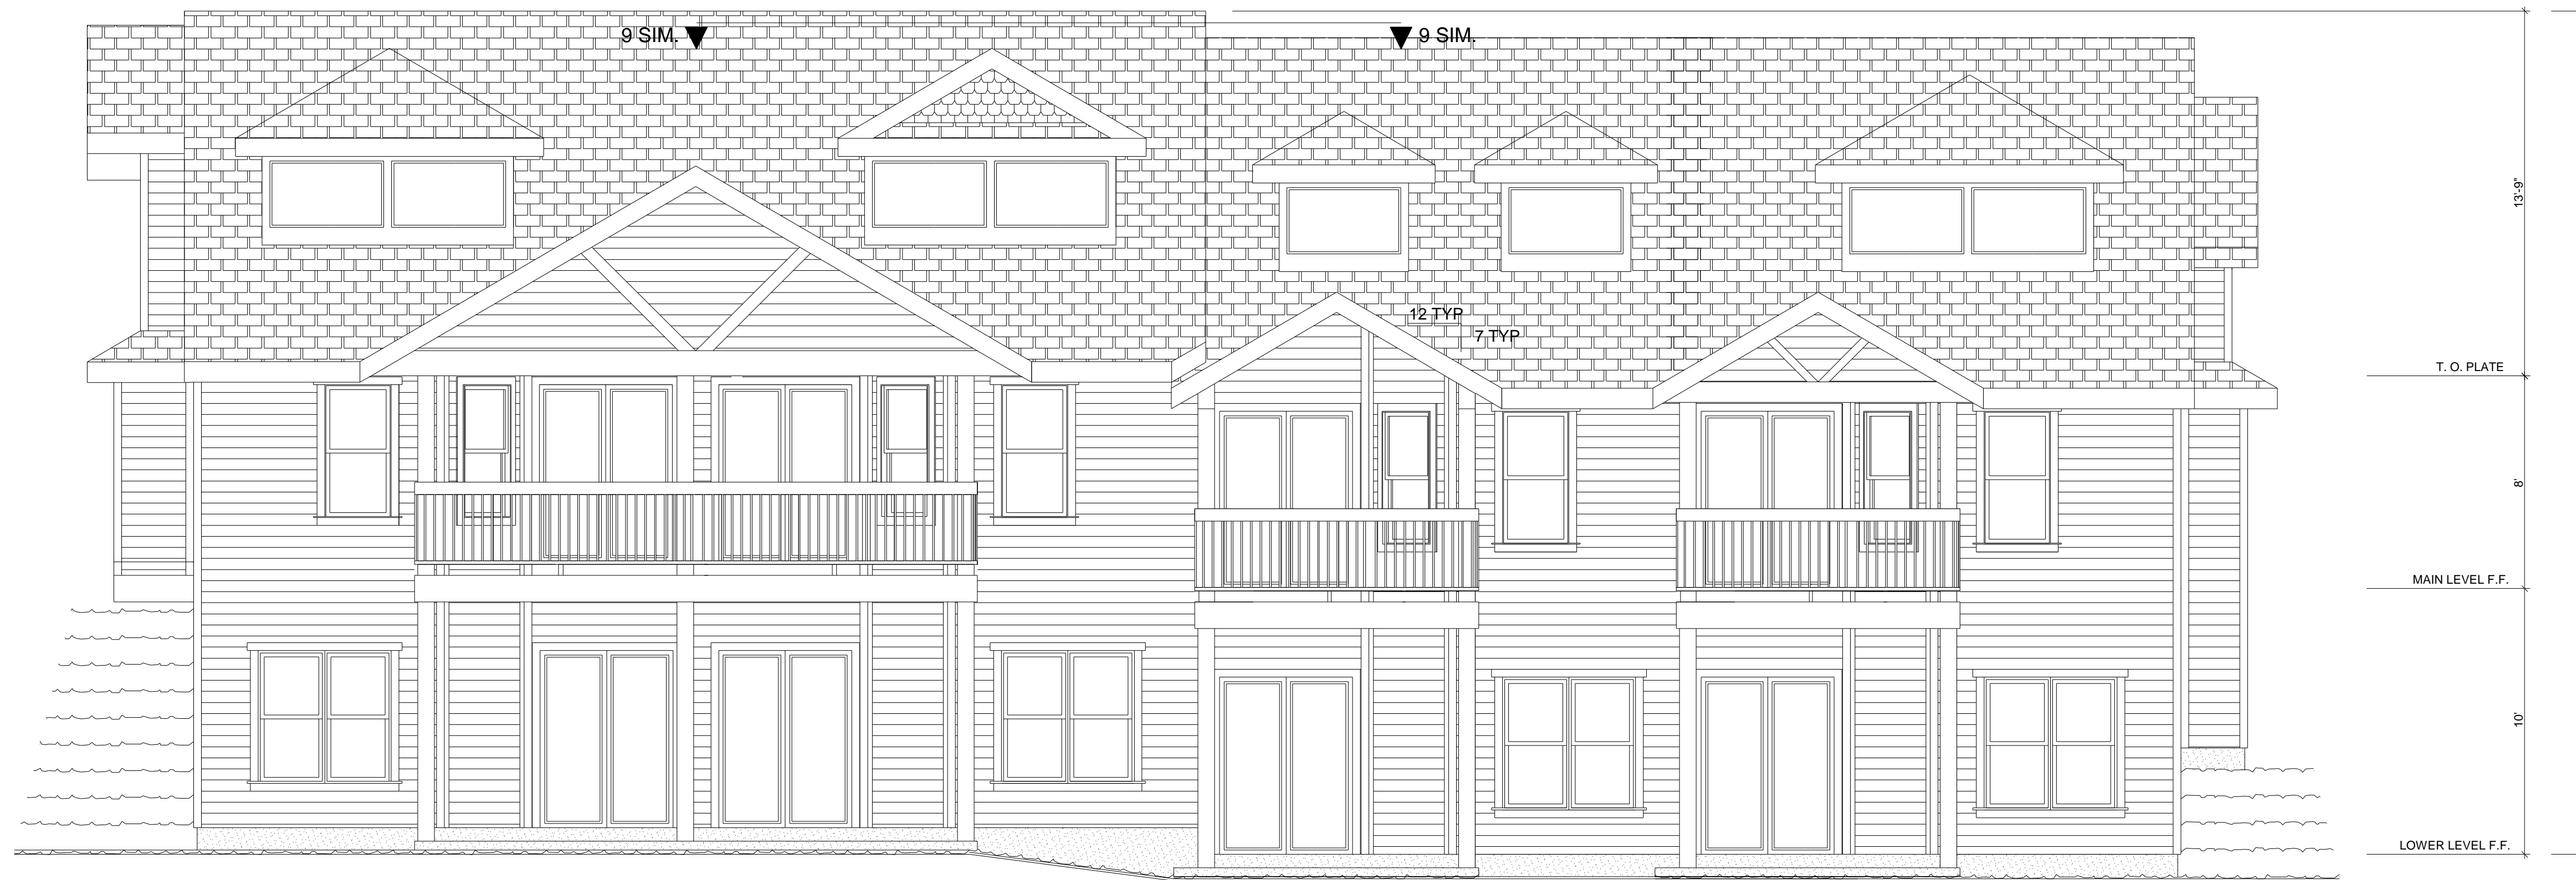 9 SIM.
9 SIM.
13'-9"
12 TYP
7 TYP
T. O. PLATE
8'
MAIN LEVEL F.F.
10'
LOWER LEVEL F.F.